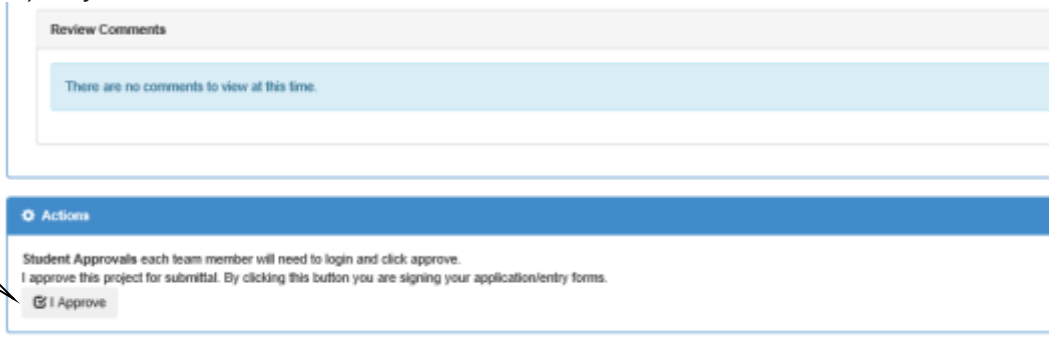 Review Comments
There are no comments to view at this time.
Actions
Student Approvals each team member will need to login and click approve.
I approve this project for submittal. By clicking this button you are signing your application/entry forms.
I Approve